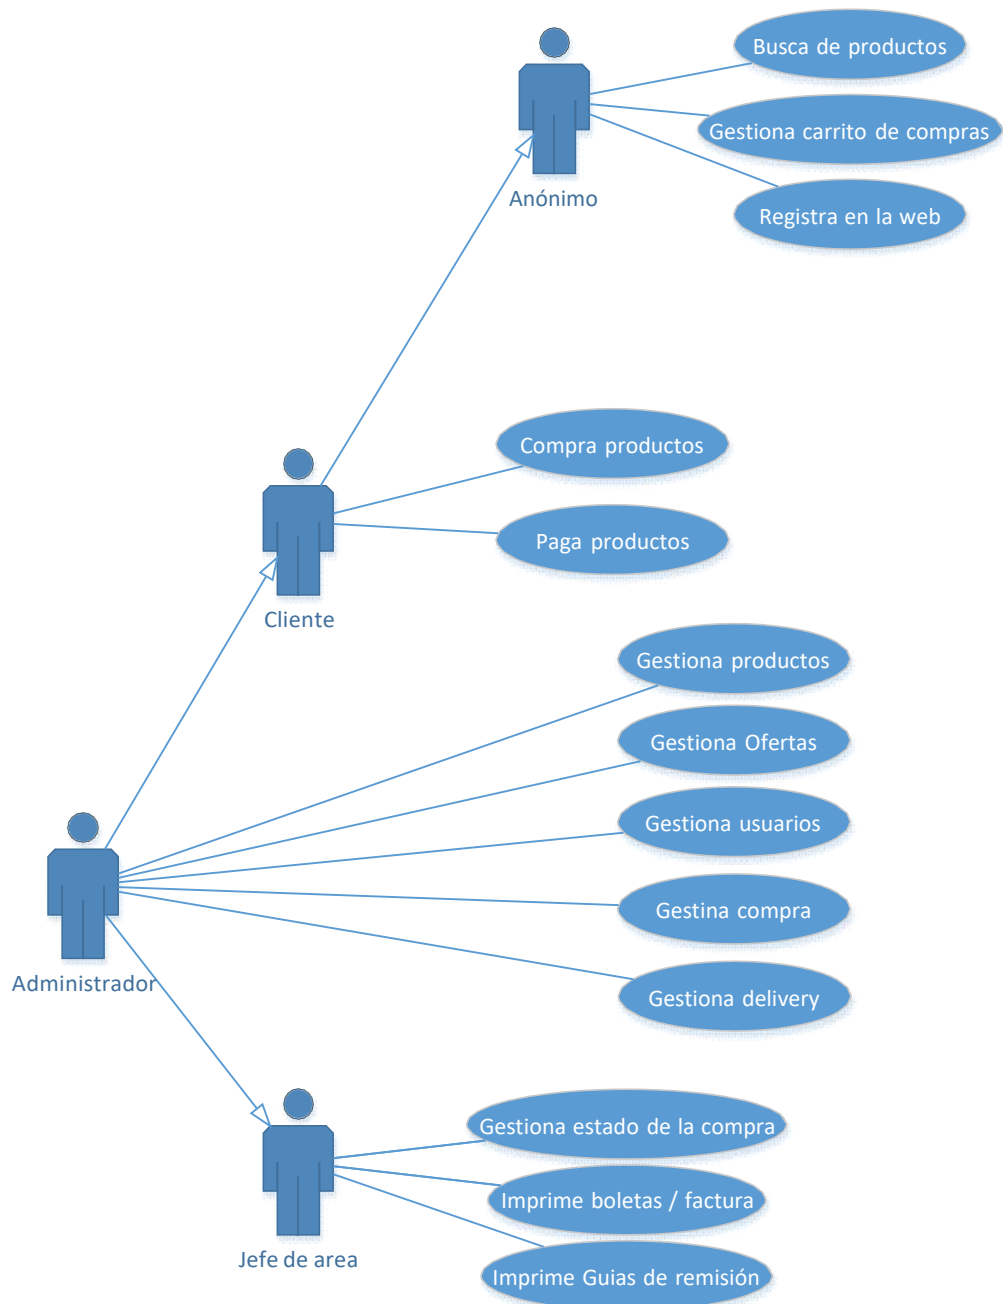 Busca de productos
Gestiona carrito de compras
Anónimo
Registra en la web
Compra productos
Paga productos
Cliente
Gestiona productos
Gestiona Ofertas
Gestiona usuarios
Gestina compra
Administrador
Gestiona delivery
Gestiona estado de la compra
Imprime boletas / factura
Jefe de area
Imprime Guias de remisión